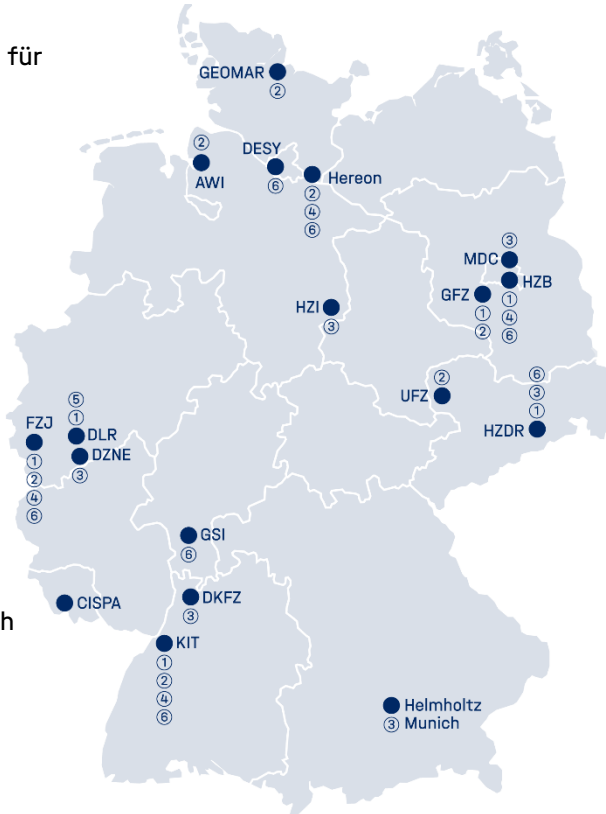 für
GEOMAR
②
②
AWI
DESY
⑥
Hereon
②
④
⑥
③
MDC
HZB
①
④
⑥
GFZ
①
②
HZI
③
②
UFZ
⑥
③
①
HZDR
⑤
①
DLR
FZJ
①
②
④
⑥
DZNE
③
GSI
⑥
CISPA
DKFZ
③
h
KIT
①
②
④
⑥
Helmholtz
③ Munich